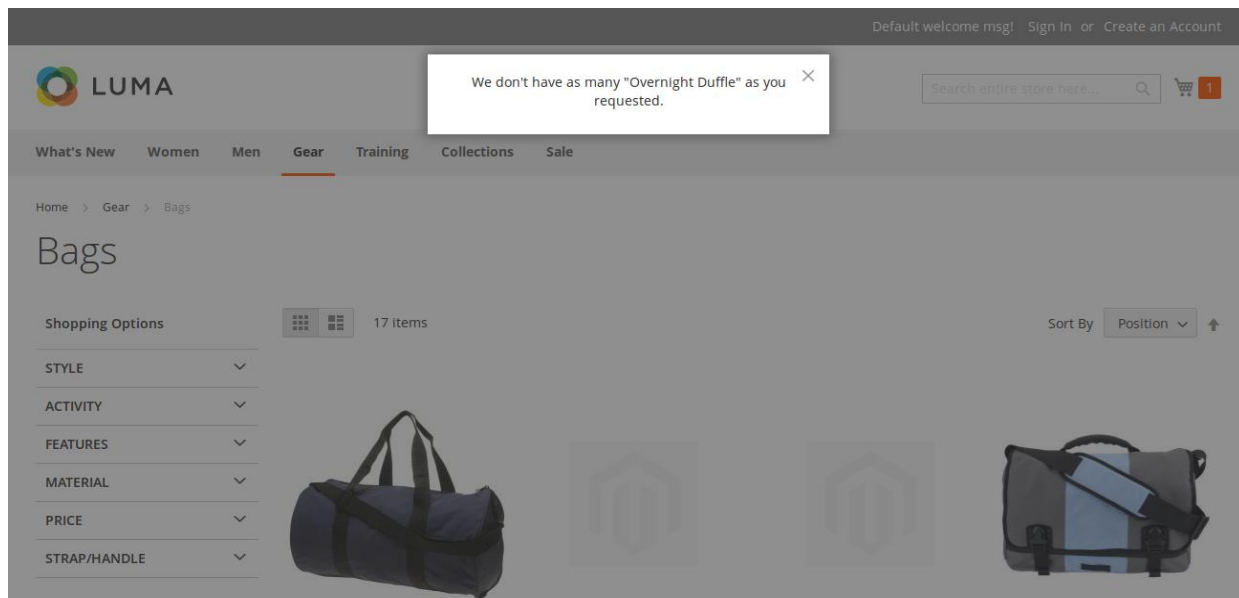 Default welcome msg! Sign In or Create an Account
LUMA
We don't have as many "Overnight Duffle" as you
requested.
Search entire store here...
1
What's New Women Men Gear Training Collections Sale
Home > Gear > Bags
Bags
Shopping Options
17 items
Sort By Position
STYLE
ACTIVITY
FEATURES
MATERIAL
PRICE
STRAP/HANDLE